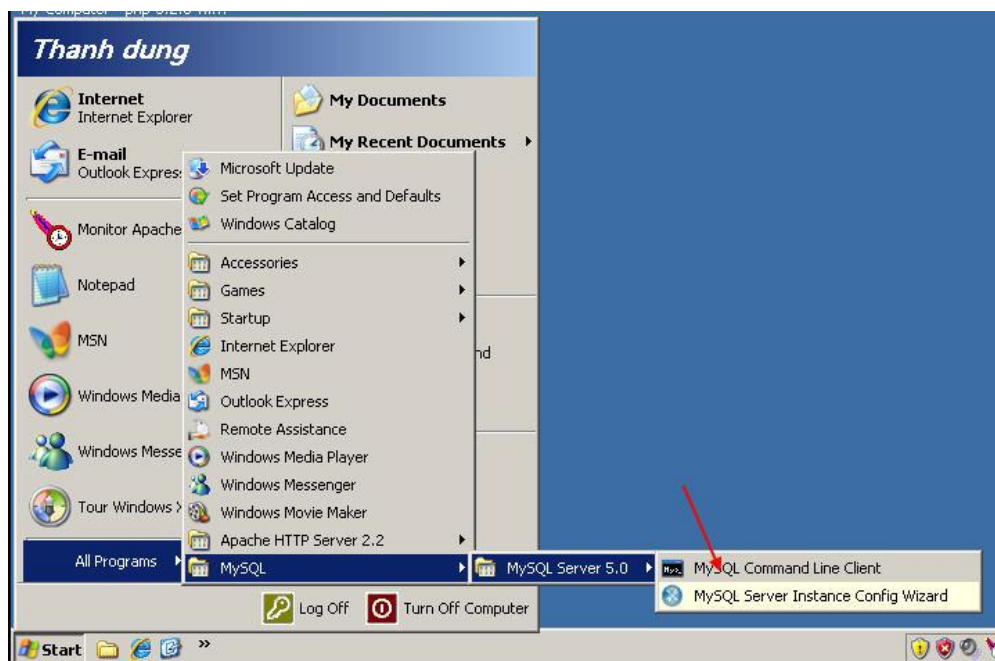 Thanh dung
Internet
Internet Explorer
My Documents
My Recent Documents
E-mail
Outlook Express
Monitor Apache
Notepad
MSN
Windows Media
Windows Messe
Tour Windows
All Programs
Microsoft Update
Set Program Access and Defaults
Windows Catalog
Accessories
Games
Startup
Internet Explorer
MSN
Outlook Express
Remote Assistance
Windows Media Player
Windows Messenger
Windows Movie Maker
Apache HTTP Server 2.2
MySQL
nd
MySQL Server 5.0
MySQL Command Line Client
MySQL Server Instance Config Wizard
Log Off
Turn Off Computer
Start